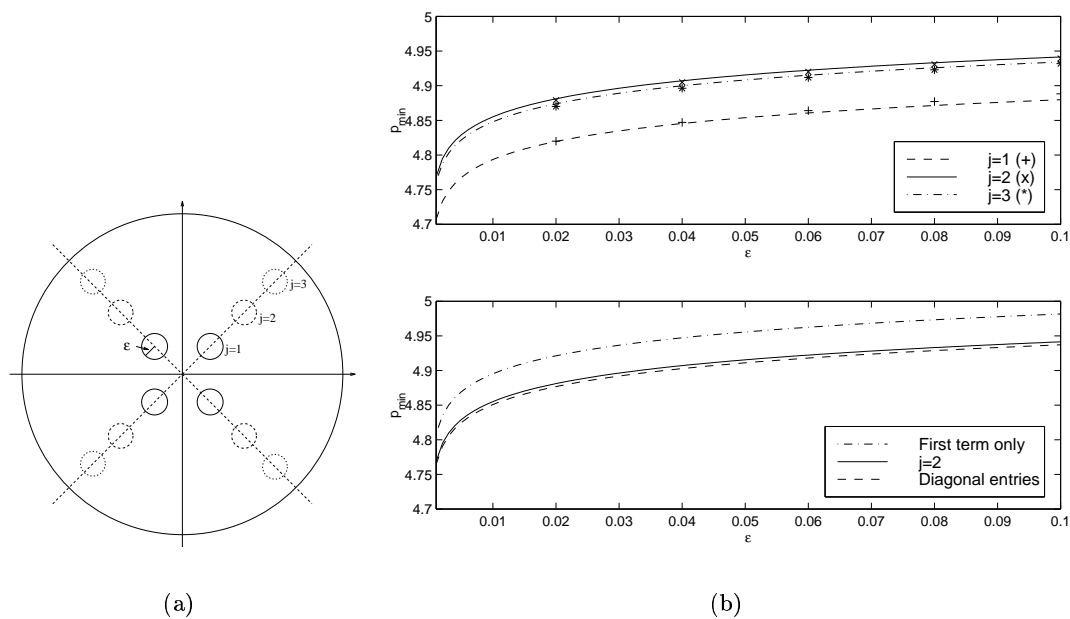 j=3
j=2
ε
j=1
(a)
5
4.95
4.9
4.85
4.8
4.75
4.7
p_min
0.01 0.02 0.03 0.04 0.05 0.06 0.07 0.08 0.09 0.1
ε
j=1 (+)
j=2 (x)
j=3 (*)
5
4.95
4.9
4.85
4.8
4.75
4.7
p_min
0.01 0.02 0.03 0.04 0.05 0.06 0.07 0.08 0.09 0.1
ε
First term only
j=2
Diagonal entries
(b)